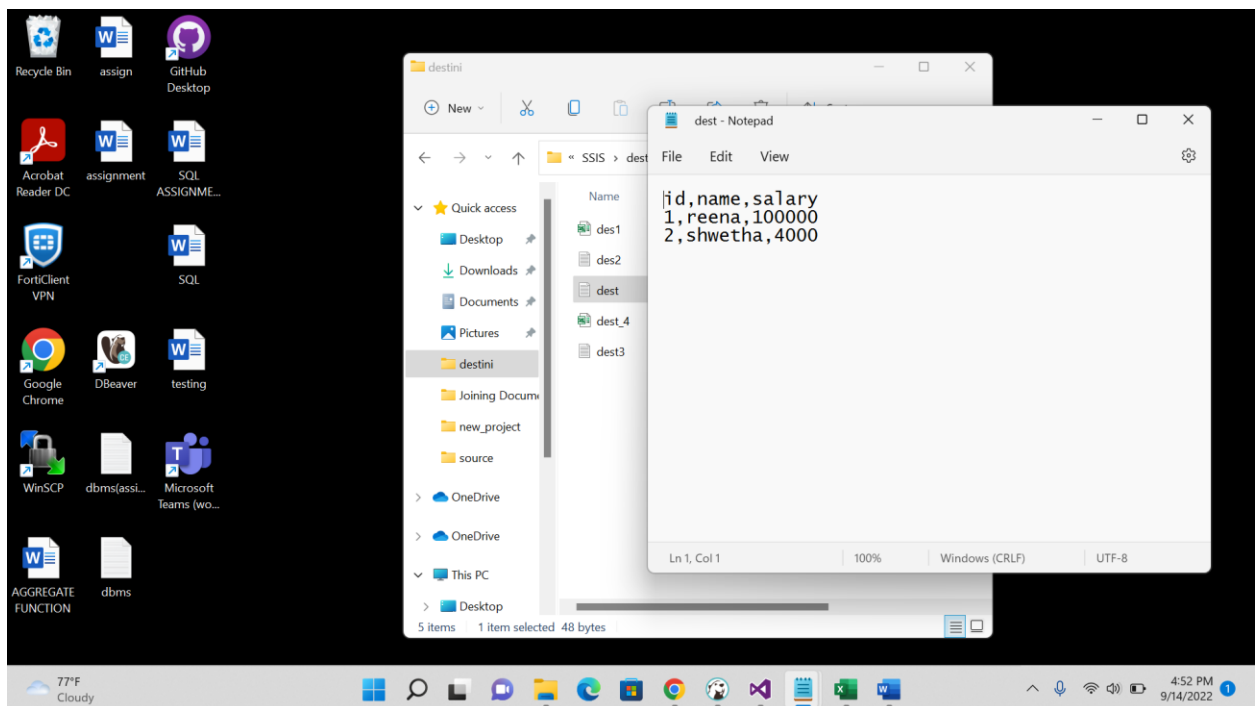 Recycle Bin
assign
GitHub
Desktop
Acrobat
Reader DC
assignment
SQL
ASSIGNME...
FortiClient
VPN
SQL
Google
Chrome
DBeaver
testing
WinSCP
dbms(assi...
Microsoft
Teams (wo...
AGGREGATE
FUNCTION
dbms
destini
New
« SSIS › dest
Name
Quick access
Desktop
Downloads
Documents
Pictures
destini
Joining Docum
new_project
source
OneDrive
OneDrive
This PC
Desktop
des1
des2
dest
dest_4
dest3
5 items
1 item selected 48 bytes
dest - Notepad
File Edit View
id,name,salary
1,reena,100000
2,shwetha,4000
Ln 1, Col 1
100%
Windows (CRLF)
UTF-8
77°F
Cloudy
4:52 PM
9/14/2022
1